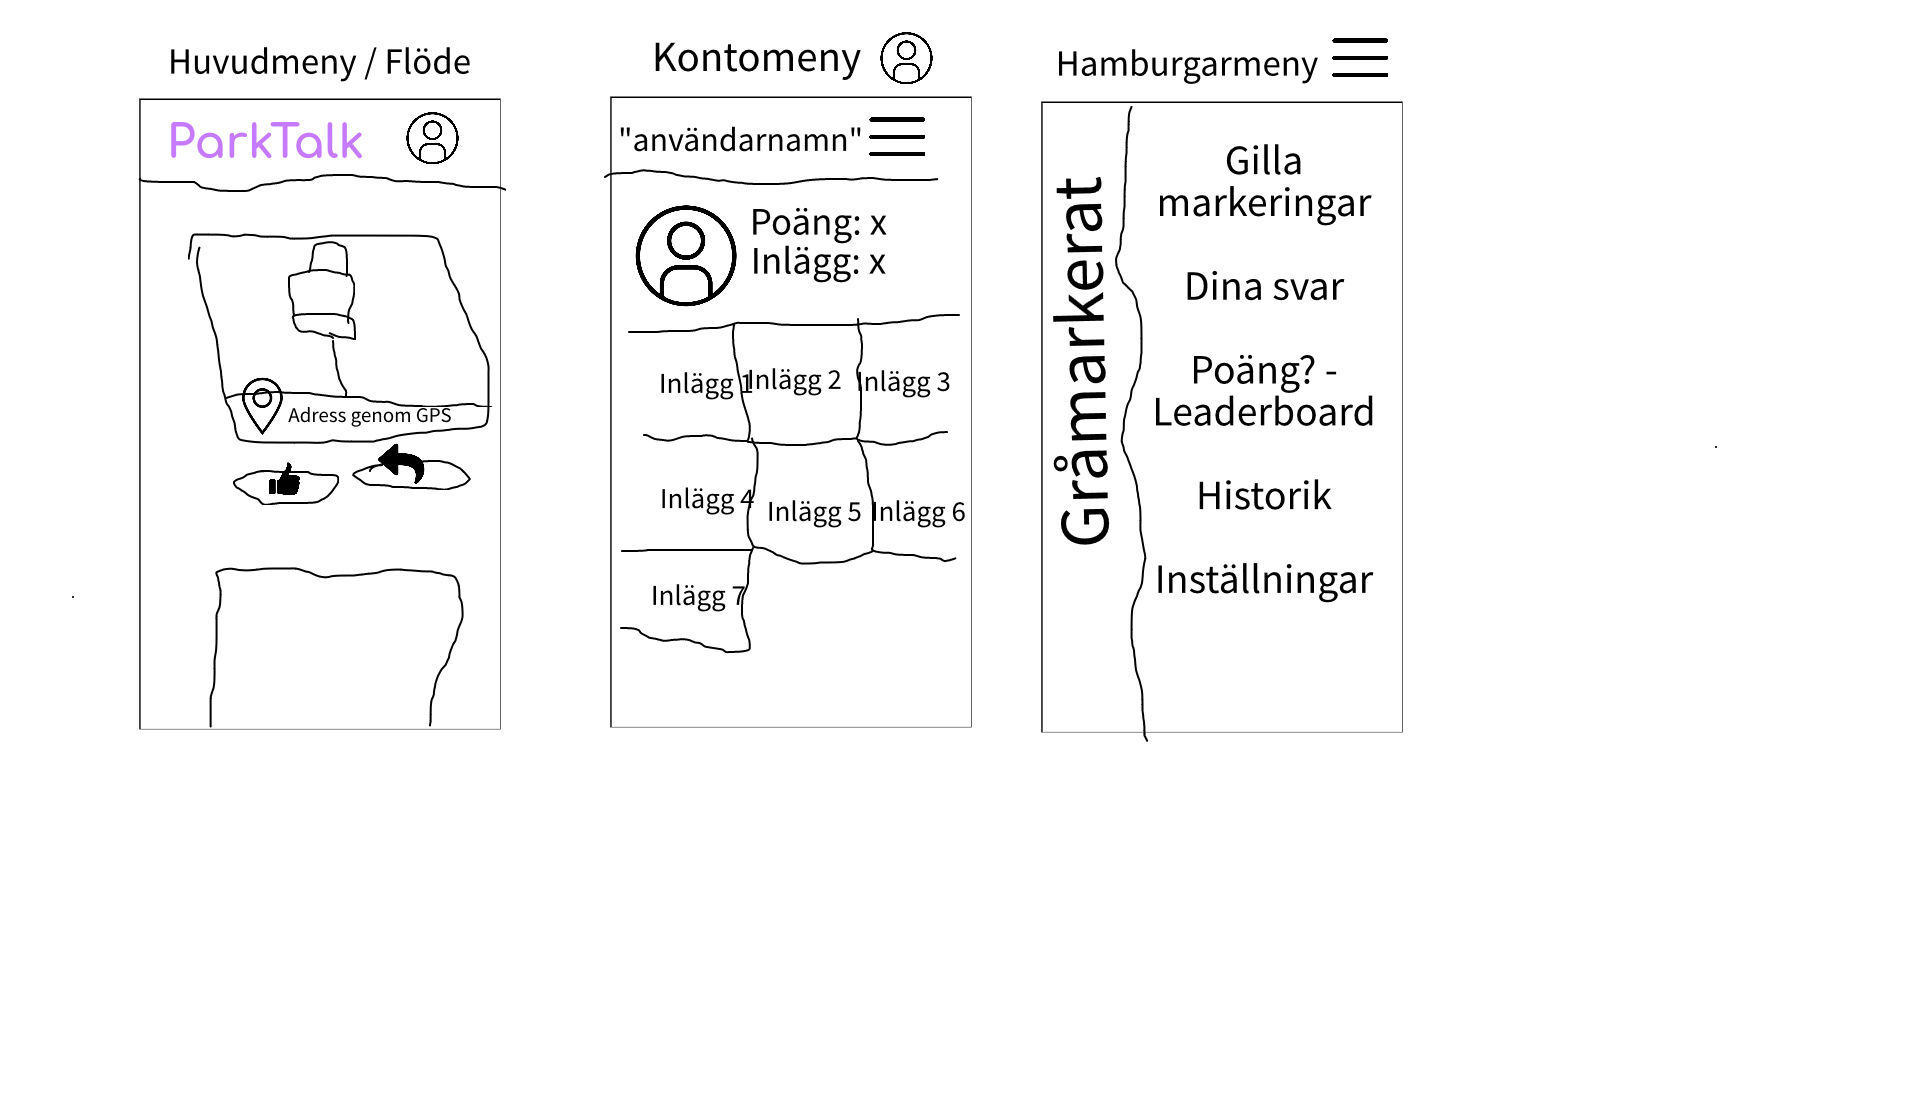 Huvudmeny / Flöde
ParkTalk
Adress genom GPS
Kontomeny
"användarnamn"
Poäng: x
Inlägg: x
Inlägg 1
Inlägg 2
Inlägg 3
Inlägg 4
Inlägg 5
Inlägg 6
Inlägg 7
Hamburgarmeny
Gråmarkerat
Gilla
markeringar
Dina svar
Poäng? -
Leaderboard
Historik
Inställningar